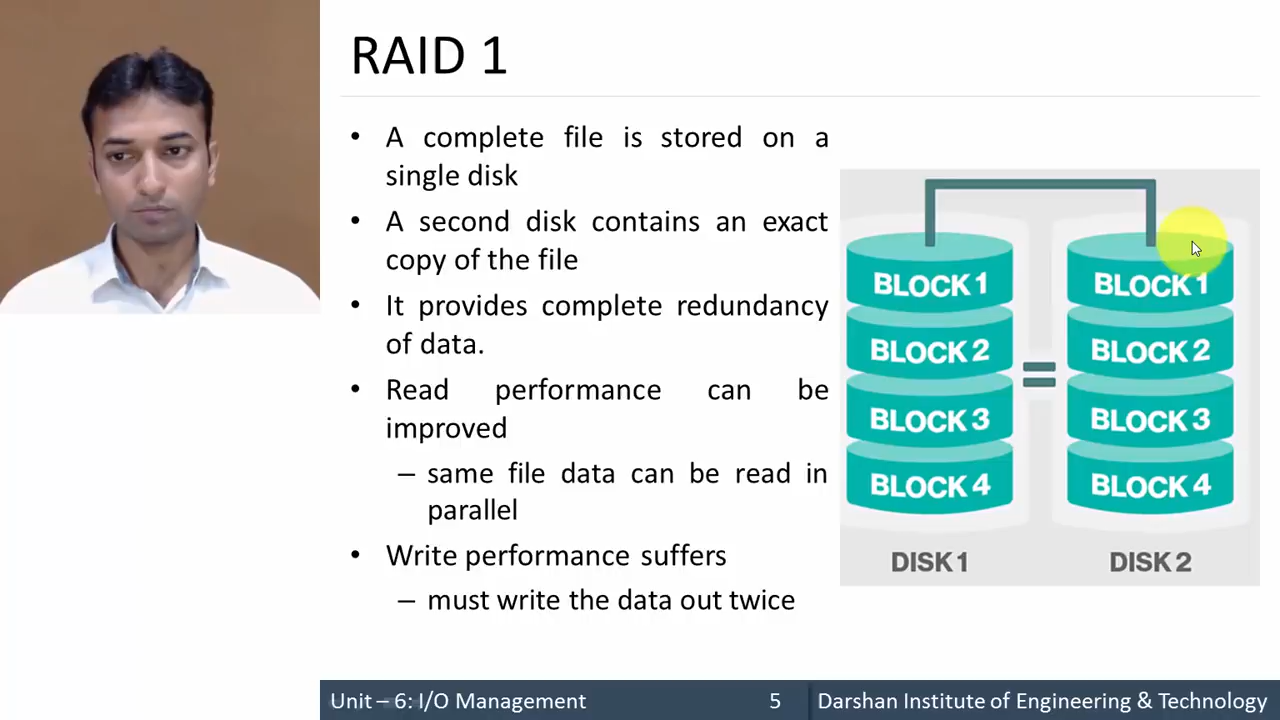 RAID 1
• A complete file is stored on a
single disk
• A second disk contains an exact
copy of the file
• It provides complete redundancy
of data.
• Read performance can be
improved
– same file data can be read in
parallel
• Write performance suffers
– must write the data out twice
BLOCK 1
BLOCK 2
BLOCK 3
BLOCK 4
DISK 1
=
BLOCK 1
BLOCK 2
BLOCK 3
BLOCK 4
DISK 2
Unit – 6: I/O Management 5 Darshan Institute of Engineering & Technology